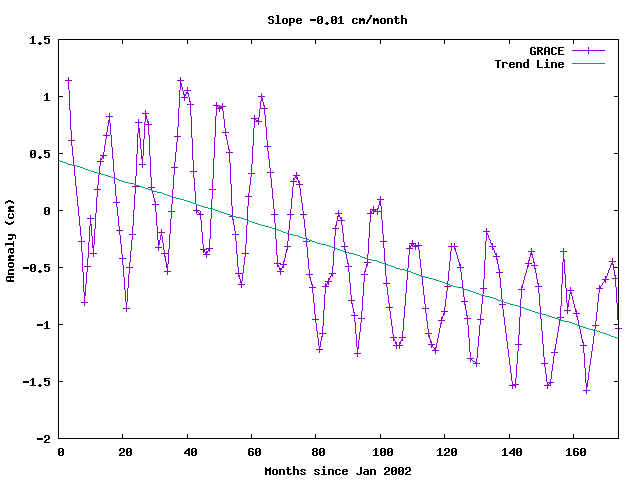 Slope -0.01 cm/month
GRACE
Trend Line
1.5
1
0.5
0
-0.5
-1
-1.5
-2
Anomaly (cm)
0 20 40 60 80 100 120 140 160
Months since Jan 2002